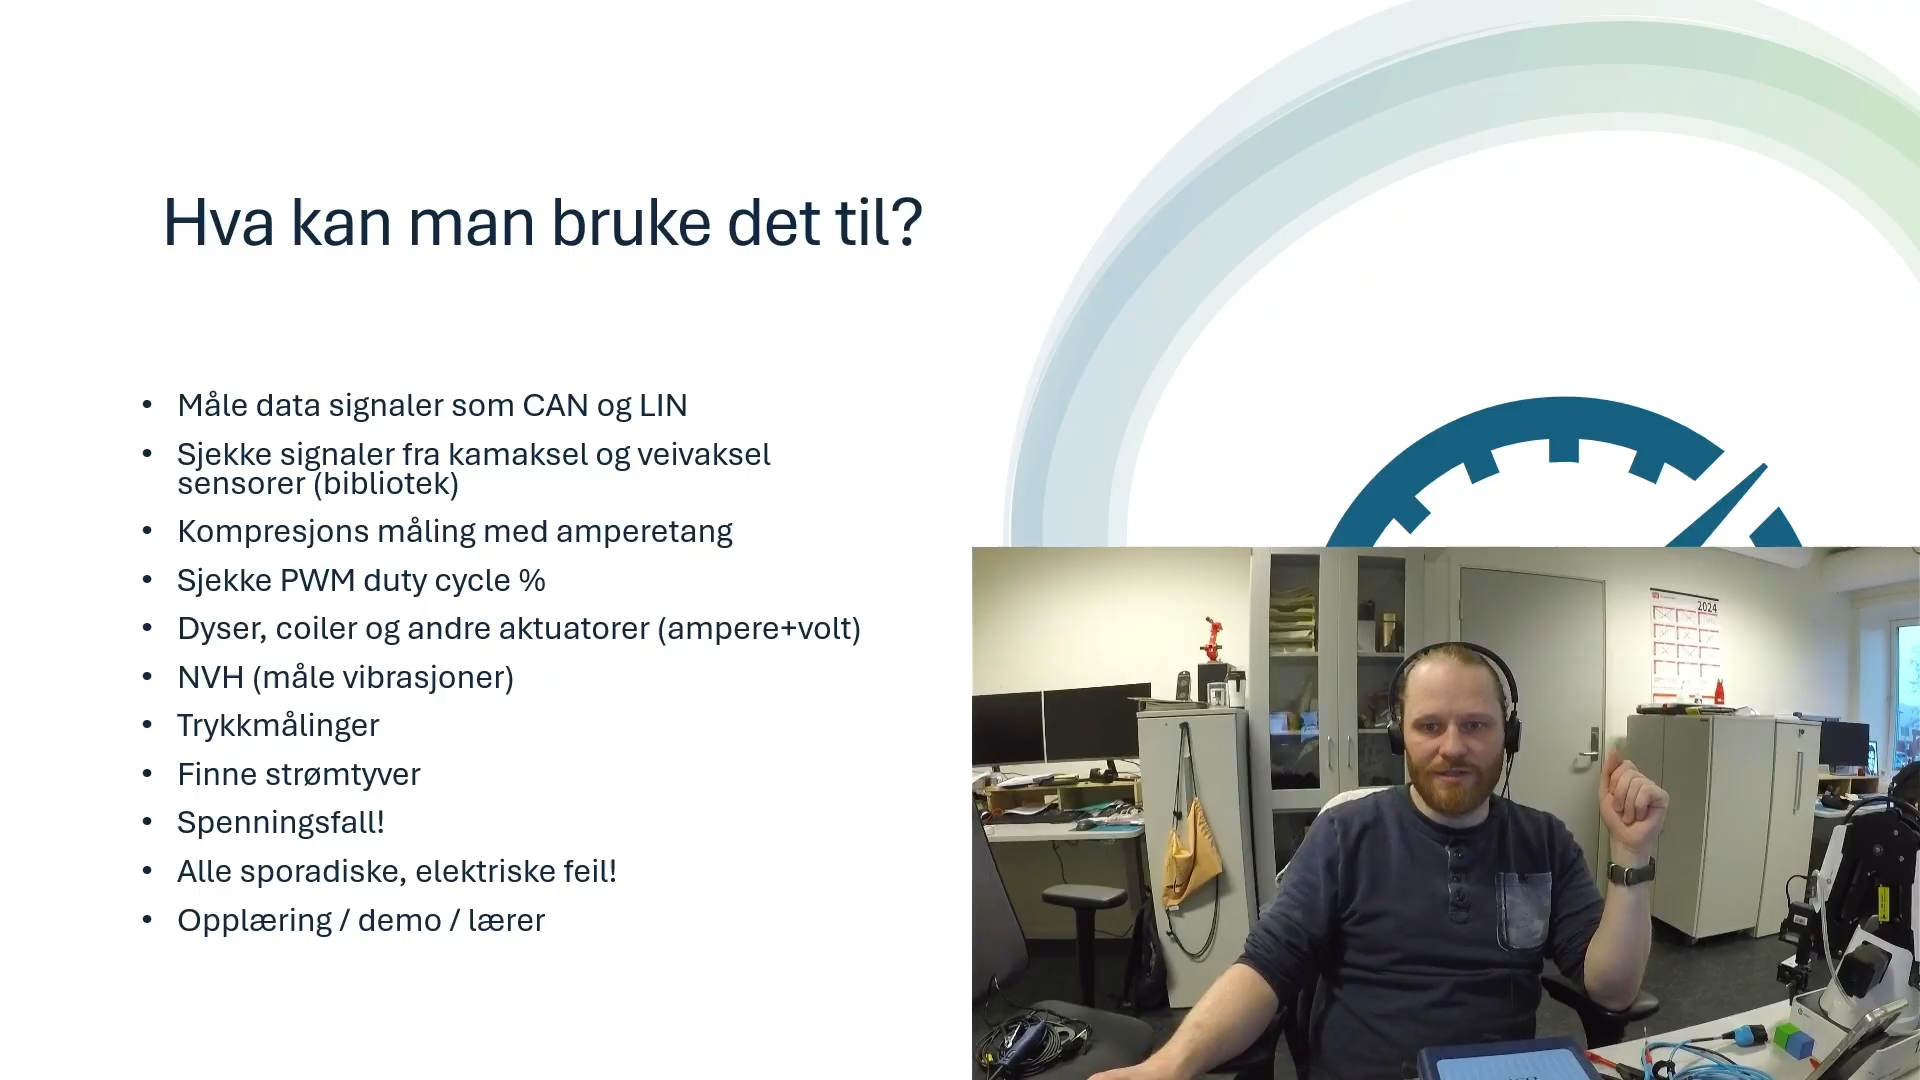 Hva kan man bruke det til?
• Måle data signaler som CAN og LIN
• Sjekke signaler fra kamaksel og veivaksel
sensorer (bibliotek)
• Kompresjons måling med amperetang
• Sjekke PWM duty cycle %
• Dyser, coiler og andre aktuatorer (ampere+volt)
• NVH (måle vibrasjoner)
• Trykkmålinger
• Finne strømtyver
• Spenningsfall!
• Alle sporadiske, elektriske feil!
• Opplæring / demo / lærer
2024